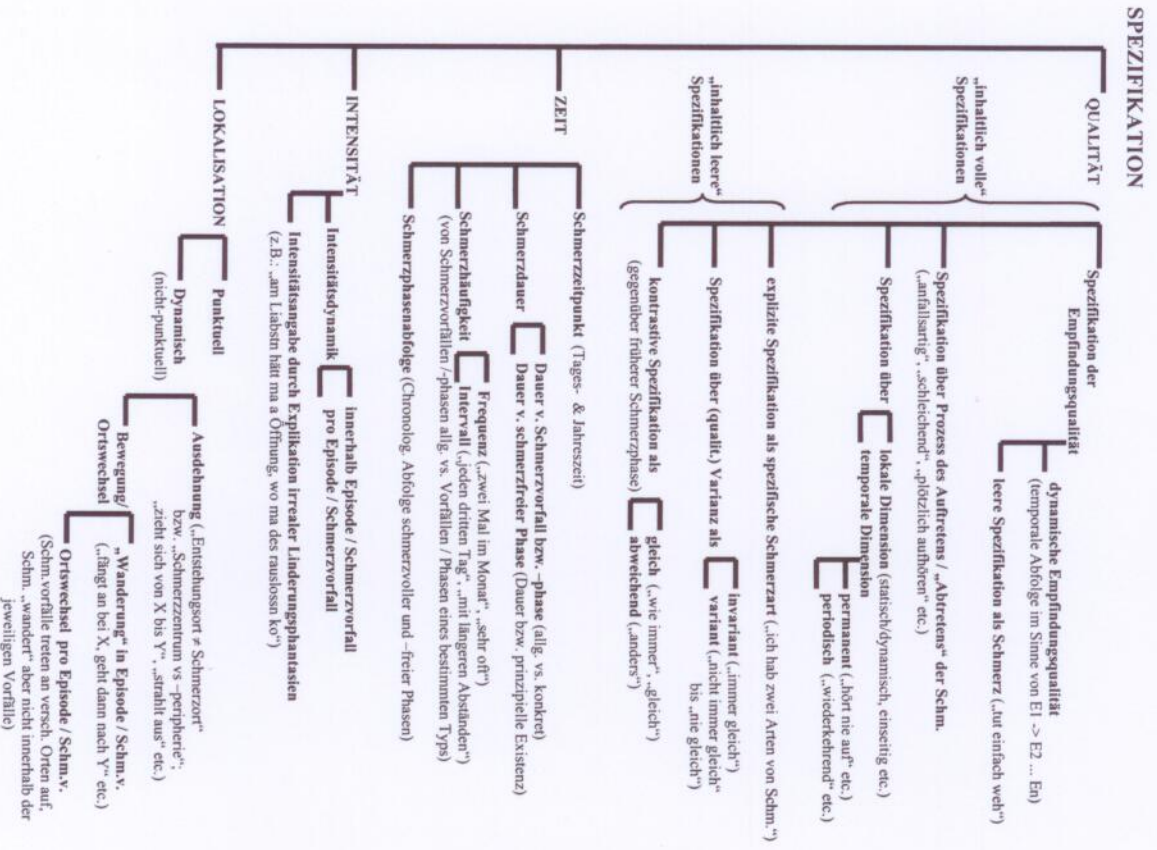 SPEZIFIKATION
QUALITÄT
„inhaltlich volle“
Spezifikationen
Spezifikation der
Empfindungsqualität
dynamische Empfindungsqualität
(temporale Abfolge im Sinne von E1 -> E2 ... En)
leere Spezifikation als Schmerz („tut einfach weh“)
Spezifikation über Prozess des Auftretens / „Abtretens“ der Schm.
(„anfallsartig“, „schleichend“, „plötzlich aufhören“ etc.)
Spezifikation über
lokale Dimension (statisch/dynamisch, einseitig etc.)
temporale Dimension
permanent („hört nie auf“ etc.)
periodisch („wiederkehrend“ etc.)
„inhaltlich leere“
Spezifikationen
explizite Spezifikation als spezifische Schmerzart („ich hab zwei Arten von Schm.“)
Spezifikation über (qualit.) Varianz als
invariant („immer gleich“)
variant („nicht immer gleich“
bis „nie gleich“)
kontrastive Spezifikation als
(gegenüber früherer Schmerzphase)
gleich („wie immer“, „gleich“)
abweichend („anders“)
ZEIT
Schmerzzeitpunkt (Tages- & Jahreszeit)
Schmerzdauer
Dauer v. Schmerzvorfall bzw. –phase (allg. vs. konkret)
Dauer v. schmerzfreier Phase (Dauer bzw. prinzipielle Existenz)
Schmerzhäufigkeit
Frequenz („zwei Mal im Monat“, „sehr oft“)
Intervall („jeden dritten Tag“, „mit längeren Abständen“)
(von Schmerzvorfällen /-phasen allg. vs. Vorfällen / Phasen eines bestimmten Typs)
Schmerzphasenabfolge (Chronolog. Abfolge schmerzvoller und –freier Phasen)
INTENSITÄT
Intensitätsdynamik
innerhalb Episode / Schmerzvorfall
pro Episode / Schmerzvorfall
Intensitätsangabe durch Explikation irrealer Linderungsphantasien
(z.B.: „am Liabstn hätt ma a Öffnung, wo ma des rauslossn ko“)
LOKALISATION
Punktuell
Dynamisch
(nicht-punktuell)
Ausdehnung („Entstehungsort ≠ Schmerzort“
bzw. „Schmerzzentrum vs –peripherie“;
„zieht sich von X bis Y“, „strahlt aus“ etc.)
Bewegung/
Ortswechsel
„Wanderung“ in Episode / Schm.v.
(„fängt an bei X, geht dann nach Y“ etc.)
Ortswechsel pro Episode / Schm.v.
(Schm.vorfälle treten an versch. Orten auf,
Schm. „wandert“ aber nicht innerhalb der
jeweiligen Vorfälle)